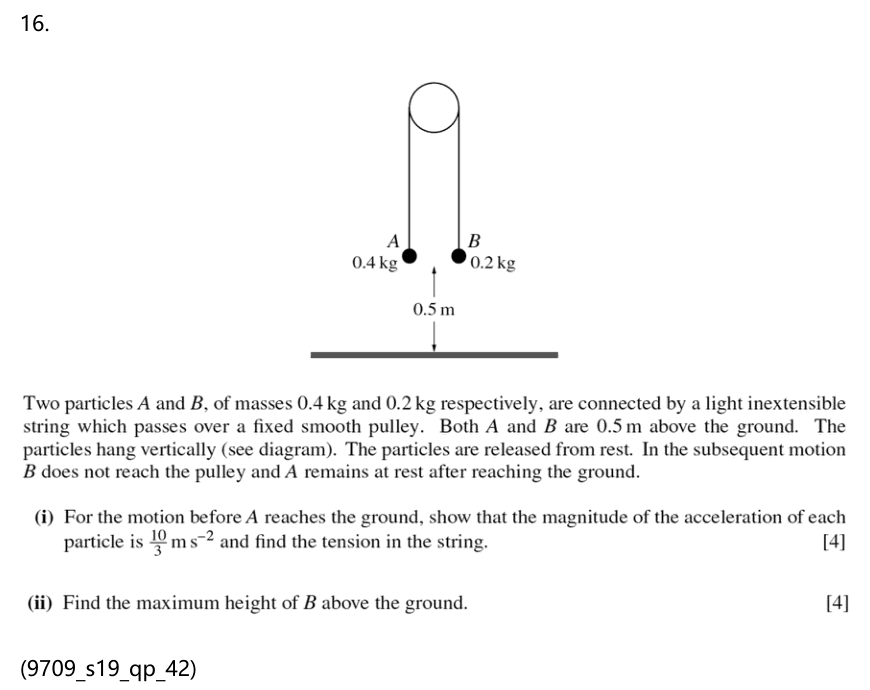 16.
A
B
0.4 kg
0.2 kg
0.5 m
Two particles A and B, of masses 0.4 kg and 0.2 kg respectively, are connected by a light inextensible
string which passes over a fixed smooth pulley. Both A and B are 0.5 m above the ground. The
particles hang vertically (see diagram). The particles are released from rest. In the subsequent motion
B does not reach the pulley and A remains at rest after reaching the ground.
(i) For the motion before A reaches the ground, show that the magnitude of the acceleration of each
particle is 10/3 m s⁻² and find the tension in the string. [4]
(ii) Find the maximum height of B above the ground. [4]
(9709_s19_qp_42)